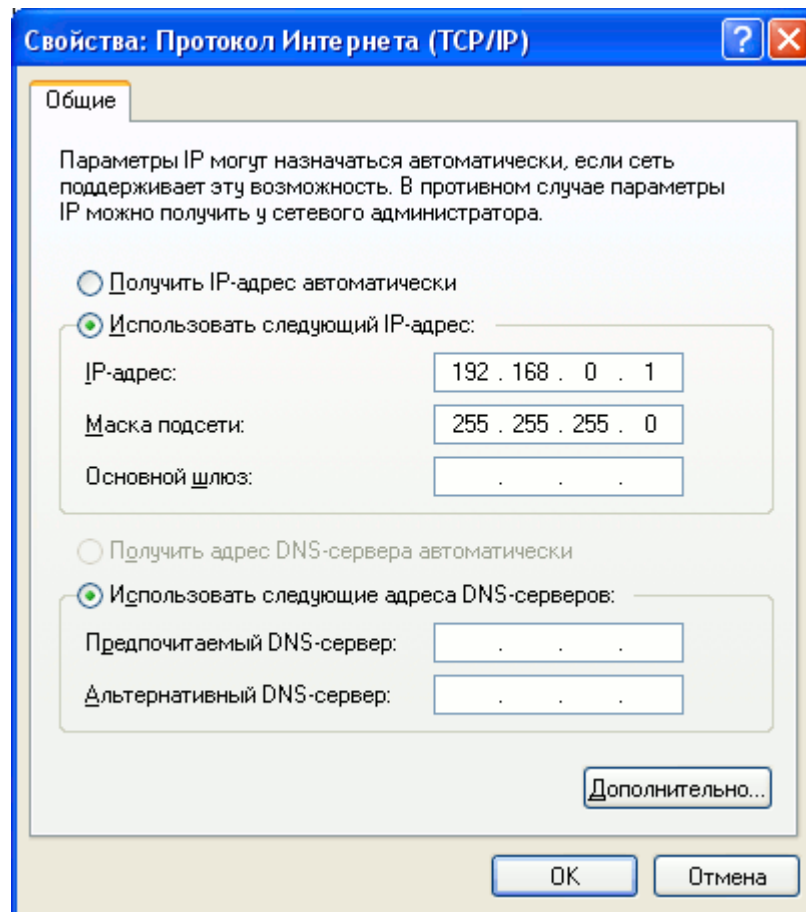 Свойства: Протокол Интернета (TCP/IP)
Общие
Параметры IP могут назначаться автоматически, если сеть
поддерживает эту возможность. В противном случае параметры
IP можно получить у сетевого администратора.
Получить IP-адрес автоматически
Использовать следующий IP-адрес:
IP-адрес: 192 . 168 . 0 . 1
Маска подсети: 255 . 255 . 255 . 0
Основной шлюз: . . .
Получить адрес DNS-сервера автоматически
Использовать следующие адреса DNS-серверов:
Предпочитаемый DNS-сервер: . . .
Альтернативный DNS-сервер: . . .
Дополнительно...
OK Отмена